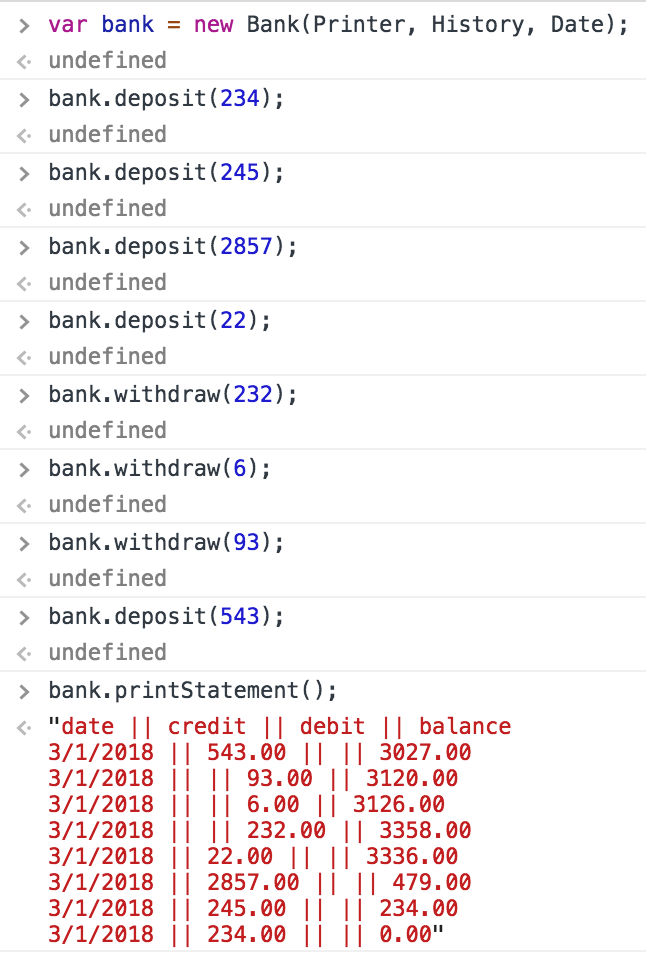 > var bank = new Bank(Printer, History, Date);
< undefined
> bank.deposit(234);
< undefined
> bank.deposit(245);
< undefined
> bank.deposit(2857);
< undefined
> bank.deposit(22);
< undefined
> bank.withdraw(232);
< undefined
> bank.withdraw(6);
< undefined
> bank.withdraw(93);
< undefined
> bank.deposit(543);
< undefined
> bank.printStatement();
< "date || credit || debit || balance
3/1/2018 || 543.00 || || 3027.00
3/1/2018 || || 93.00 || 3120.00
3/1/2018 || || 6.00 || 3126.00
3/1/2018 || || 232.00 || 3358.00
3/1/2018 || 22.00 || || 3336.00
3/1/2018 || 2857.00 || || 479.00
3/1/2018 || 245.00 || || 234.00
3/1/2018 || 234.00 || || 0.00"